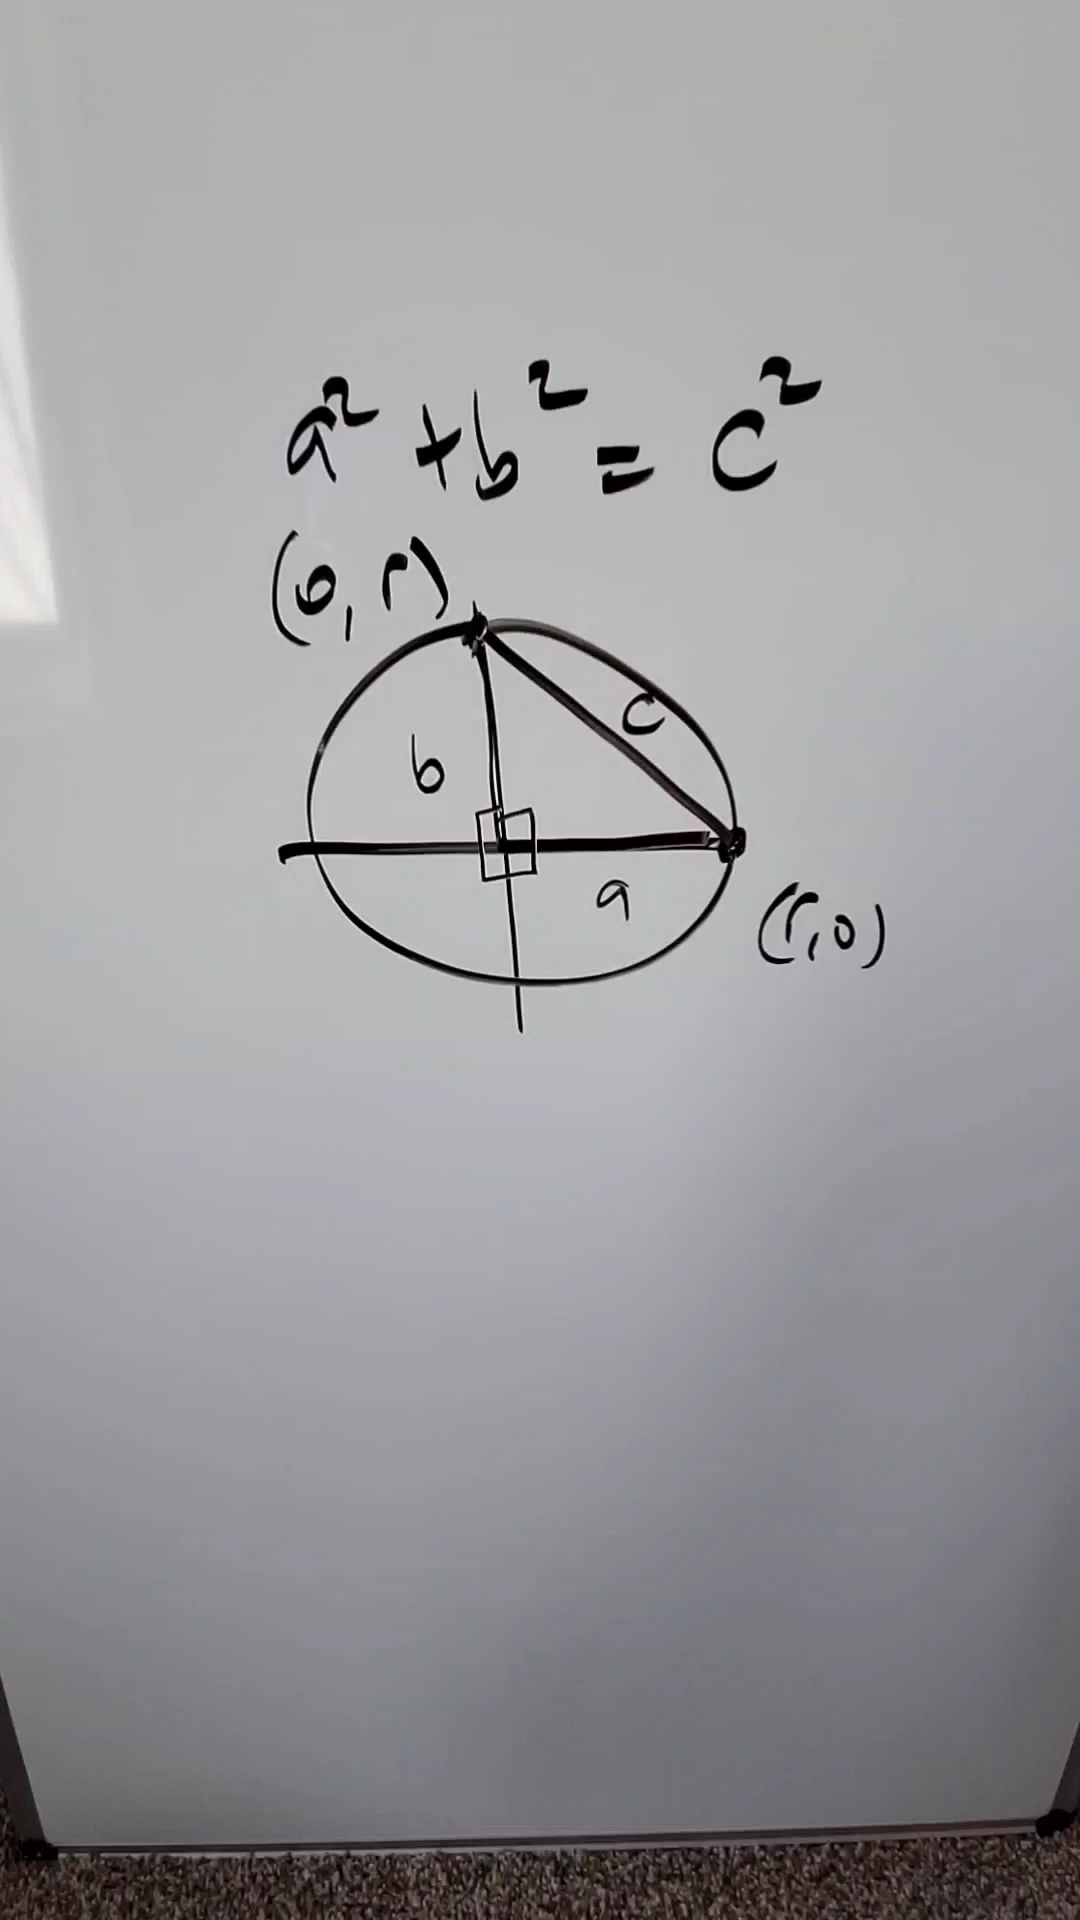 a² + b² = c²
(0, r)
c
b
a
(r, 0)